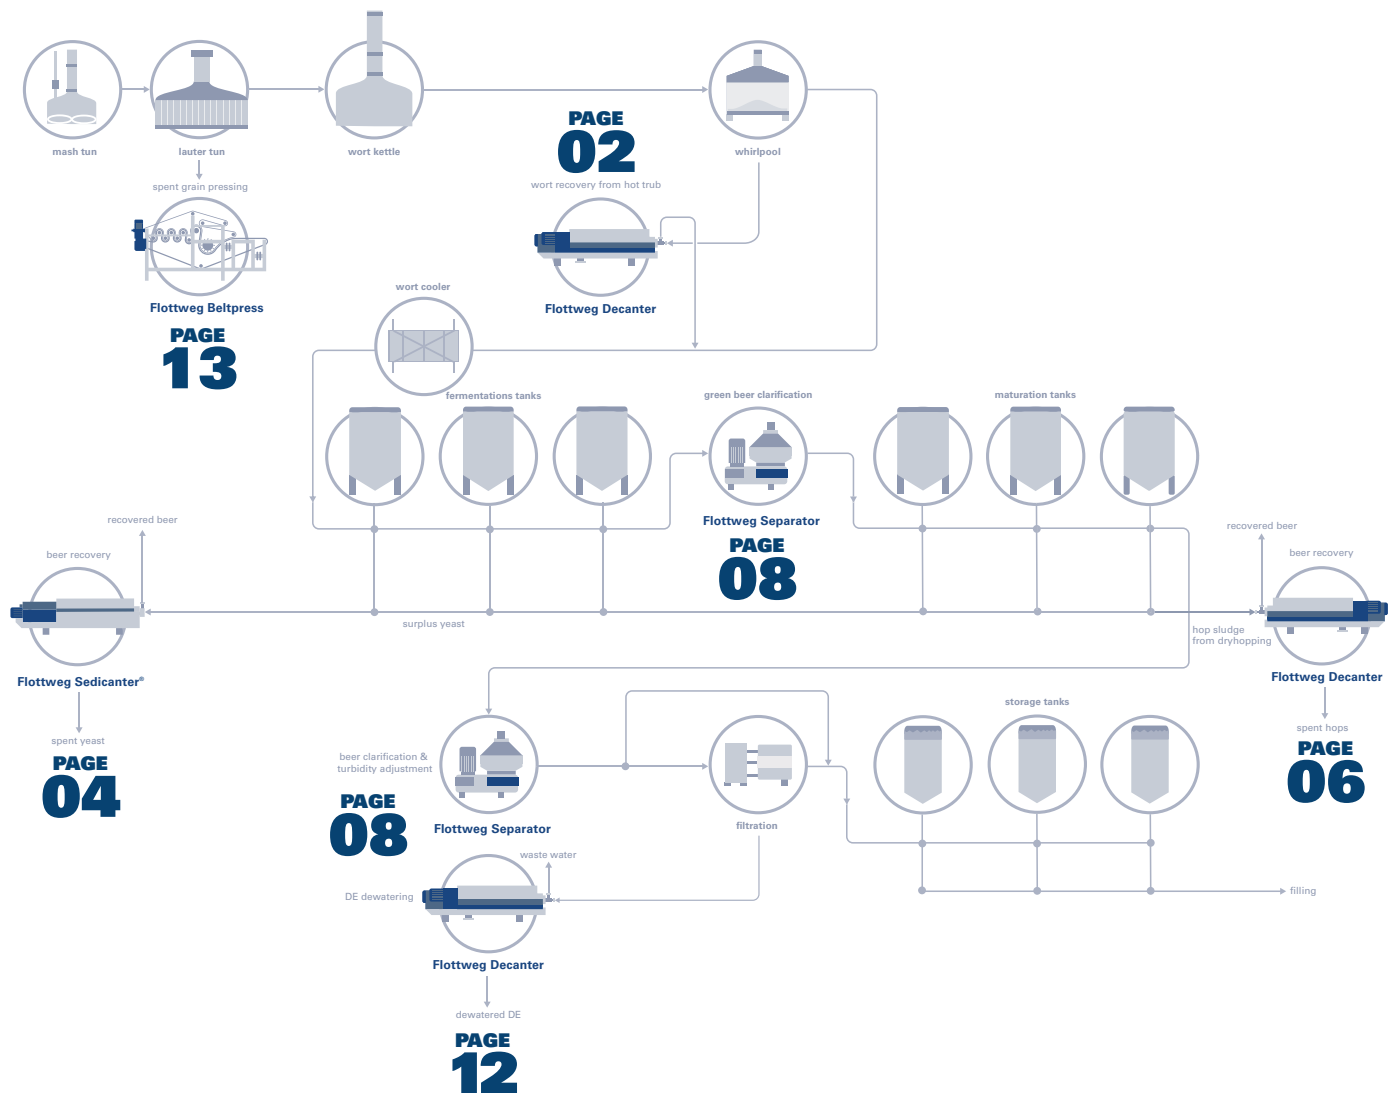 mash tun
lauter tun
wort kettle
whirlpool
PAGE
02
wort recovery from hot trub
spent grain pressing
Flottweg Beltpress
PAGE
13
Flottweg Decanter
wort cooler
fermentations tanks
green beer clarification
maturation tanks
Flottweg Separator
PAGE
08
recovered beer
beer recovery
surplus yeast
Flottweg Sedicanter®
spent yeast
PAGE
04
recovered beer
beer recovery
hop sludge
from dryhopping
Flottweg Decanter
spent hops
PAGE
06
beer clarification &
turbidity adjustment
PAGE
08
Flottweg Separator
filtration
storage tanks
filling
waste water
DE dewatering
Flottweg Decanter
dewatered DE
PAGE
12